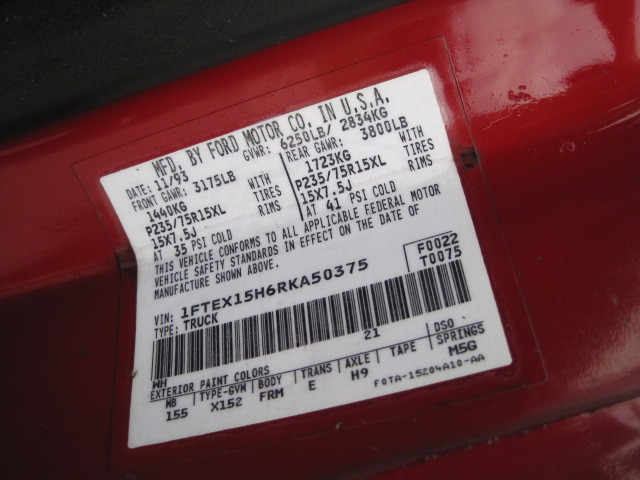 MFD. BY FORD MOTOR CO. IN U.S.A.
DATE: 11/93 GVWR: 6250LB/ 2834KG
FRONT GAWR: 3175LB REAR GAWR: 3800LB
1440KG WITH 1723KG WITH
P235/75R15XL TIRES P235/75R15XL TIRES
15X7.5J RIMS 15X7.5J RIMS
AT 35 PSI COLD AT 41 PSI COLD
THIS VEHICLE CONFORMS TO ALL APPLICABLE FEDERAL MOTOR
VEHICLE SAFETY STANDARDS IN EFFECT ON THE DATE OF
MANUFACTURE SHOWN ABOVE.
VIN: 1FTEX15H6RKA50375 F0022
TYPE: TRUCK T0075
21
WH
EXTERIOR PAINT COLORS DSO
WB TYPE-GVM BODY TRANS AXLE TAPE SPRINGS
155 X152 FRM E H9 M5G
F0TA-15204A10-AA